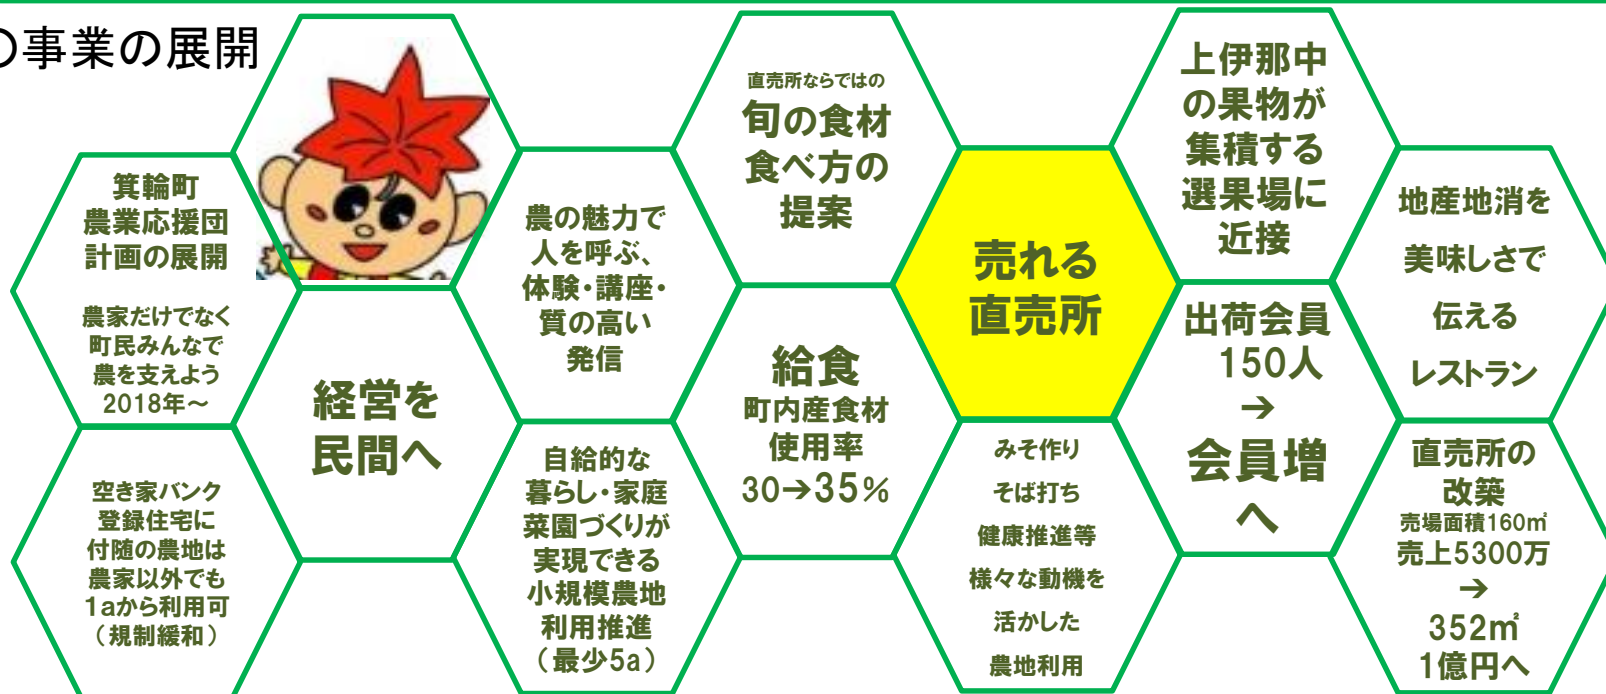 〇事業の展開
箕輪町
農業応援団
計画の展開
農家だけでなく
町民みんなで
農を支えよう
2018年～
空き家バンク
登録住宅に
付随の農地は
農家以外でも
1aから利用可
（規制緩和）
経営を
民間へ
農の魅力で
人を呼ぶ、
体験・講座・
質の高い
発信
自給的な
暮らし・家庭
菜園づくりが
実現できる
小規模農地
利用推進
（最少5a）
直売所ならではの
旬の食材
食べ方の
提案
給食
町内産食材
使用率
30→35％
売れる
直売所
みそ作り
そば打ち
健康推進等
様々な動機を
活かした
農地利用
上伊那中
の果物が
集積する
選果場に
近接
出荷会員
150人
→
会員増
へ
地産地消を
美味しさで
伝える
レストラン
直売所の
改築
売場面積160㎡
売上5300万
→
352㎡
1億円へ